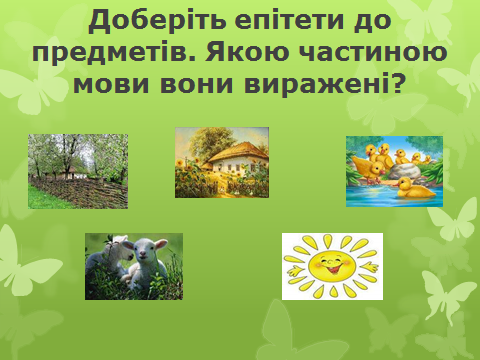 Доберіть епітети до
предметів. Якою частиною
мови вони виражені?